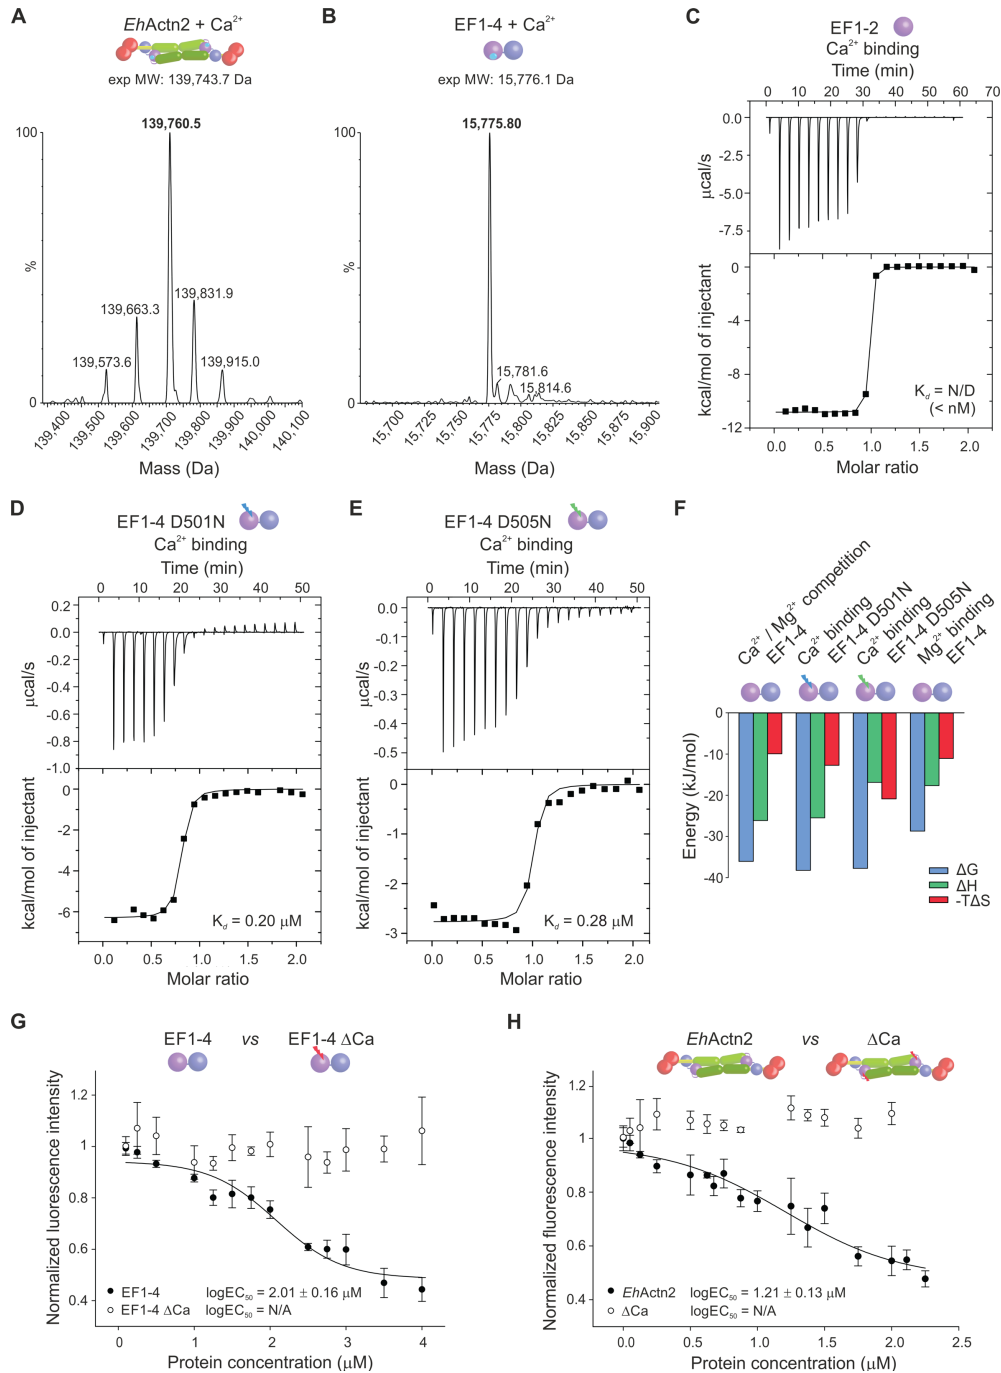 A
EhActn2 + Ca²⁺
exp MW: 139,743.7 Da
139,760.5
100
%
0
139,573.6
139,663.3
139,831.9
139,915.0
139,400 139,500 139,600 139,700 139,800 139,900 140,000 140,100
Mass (Da)
B
EF1-4 + Ca²⁺
exp MW: 15,776.1 Da
15,775.80
100
%
0
15,781.6
15,814.6
15,700 15,725 15,750 15,775 15,800 15,825 15,850 15,875 15,900
Mass (Da)
C
EF1-2
Ca²⁺ binding
Time (min)
0 10 20 30 40 50 60 70
0.0
-2.5
-5.0
-7.5
µcal/s
0
-4
-8
-12
kcal/mol of injectant
K_d = N/D
(< nM)
0.0 0.5 1.0 1.5 2.0
Molar ratio
D
EF1-4 D501N
Ca²⁺ binding
Time (min)
0 10 20 30 40 50
0.2
0.0
-0.2
-0.4
-0.6
-0.8
-1.0
µcal/s
0
-2
-4
-6
kcal/mol of injectant
K_d = 0.20 µM
0.0 0.5 1.0 1.5 2.0
Molar ratio
E
EF1-4 D505N
Ca²⁺ binding
Time (min)
0 10 20 30 40 50
0.0
-0.1
-0.2
-0.3
-0.4
-0.5
µcal/s
0
-1
-2
-3
kcal/mol of injectant
K_d = 0.28 µM
0.0 0.5 1.0 1.5 2.0
Molar ratio
F
Ca²⁺ / Mg²⁺ competition
EF1-4
Ca²⁺ binding
EF1-4 D501N
Ca²⁺ binding
EF1-4 D505N
Mg²⁺ binding
EF1-4
0
-10
-20
-30
-40
Energy (kJ/mol)
ΔG
ΔH
-TΔS
G
EF1-4 vs EF1-4 ΔCa
1.2
1.0
0.8
0.6
0.4
Normalized luorescence intensity
EF1-4 logEC₅₀ = 2.01 ± 0.16 µM
EF1-4 ΔCa logEC₅₀ = N/A
0 1 2 3 4
Protein concentration (µM)
H
EhActn2 vs ΔCa
1.2
1.0
0.8
0.6
0.4
Normalized fluorescence intensity
EhActn2 logEC₅₀ = 1.21 ± 0.13 µM
ΔCa logEC₅₀ = N/A
0.0 0.5 1.0 1.5 2.0 2.5
Protein concentration (µM)